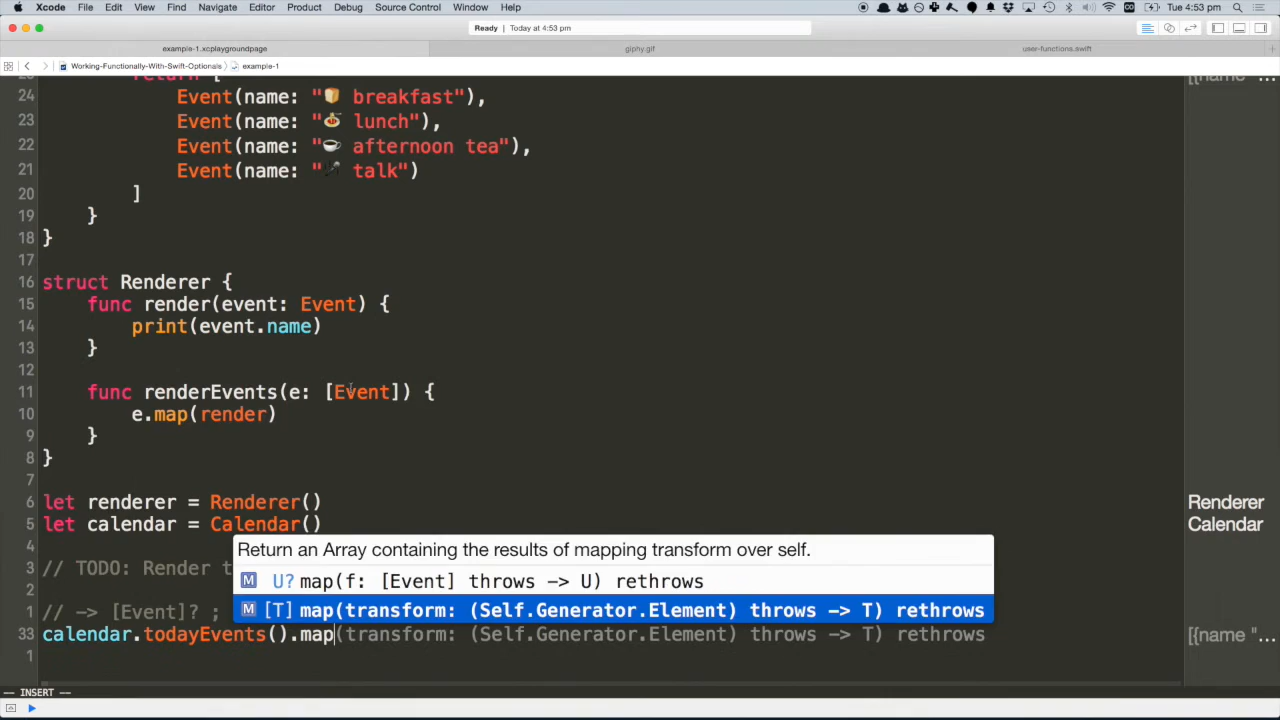 Xcode File Edit View Find Navigate Editor Product Debug Source Control Window Help Tue 4:53 pm
Ready Today at 4:53 pm
example-1.xcplaygroundpage giphy.gif user-functions.swift
Working-Functionally-With-Swift-Optionals example-1
24 Event(name: "🍞 breakfast"),
23 Event(name: "🍝 lunch"),
22 Event(name: "☕ afternoon tea"),
21 Event(name: "🎤 talk")
20 ]
19 }
18 }
17
16 struct Renderer {
15 func render(event: Event) {
14 print(event.name)
13 }
12
11 func renderEvents(e: [Event]) {
10 e.map(render)
9 }
8 }
7
6 let renderer = Renderer() Renderer
5 let calendar = Calendar() Calendar
4
Return an Array containing the results of mapping transform over self.
3 // TODO: Render t
M U? map(f: [Event] throws -> U) rethrows
2
1 // -> [Event]? ;
M [T] map(transform: (Self.Generator.Element) throws -> T) rethrows
33 calendar.todayEvents().map(transform: (Self.Generator.Element) throws -> T) rethrows [{name "...
1
-- INSERT --